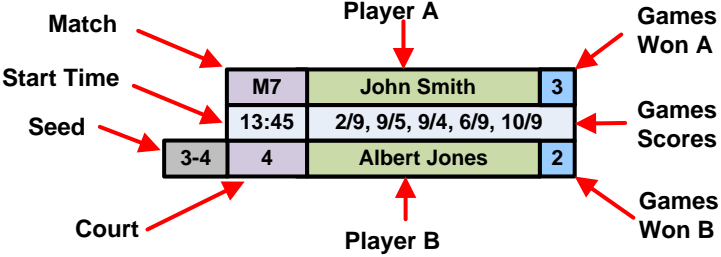 Player A
Games
Won A
Match
Start Time
M7 John Smith 3
13:45 2/9, 9/5, 9/4, 6/9, 10/9
Games
Scores
Seed
3-4 4 Albert Jones 2
Court
Player B
Games
Won B